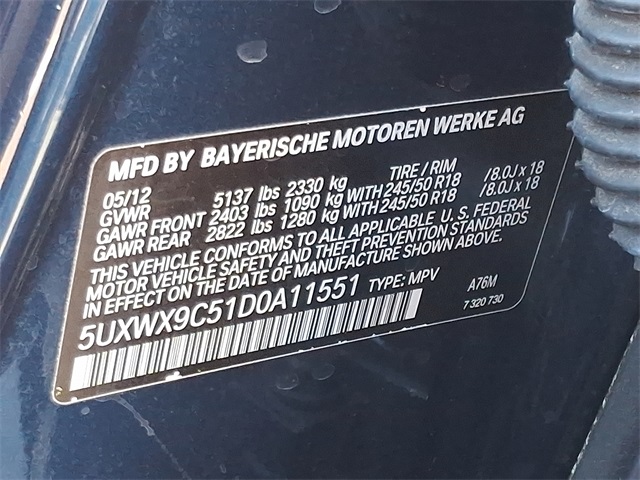 MFD BY BAYERISCHE MOTOREN WERKE AG
05/12 TIRE / RIM
GVWR 5137 lbs 2330 kg
GAWR FRONT 2403 lbs 1090 kg WITH 245/50 R18 /8.0J x 18
GAWR REAR 2822 lbs 1280 kg WITH 245/50 R18 /8.0J x 18
THIS VEHICLE CONFORMS TO ALL APPLICABLE U. S. FEDERAL
MOTOR VEHICLE SAFETY AND THEFT PREVENTION STANDARDS
IN EFFECT ON THE DATE OF MANUFACTURE SHOWN ABOVE.
5UXWX9C51D0A11551 TYPE: MPV A76M
7 320 730